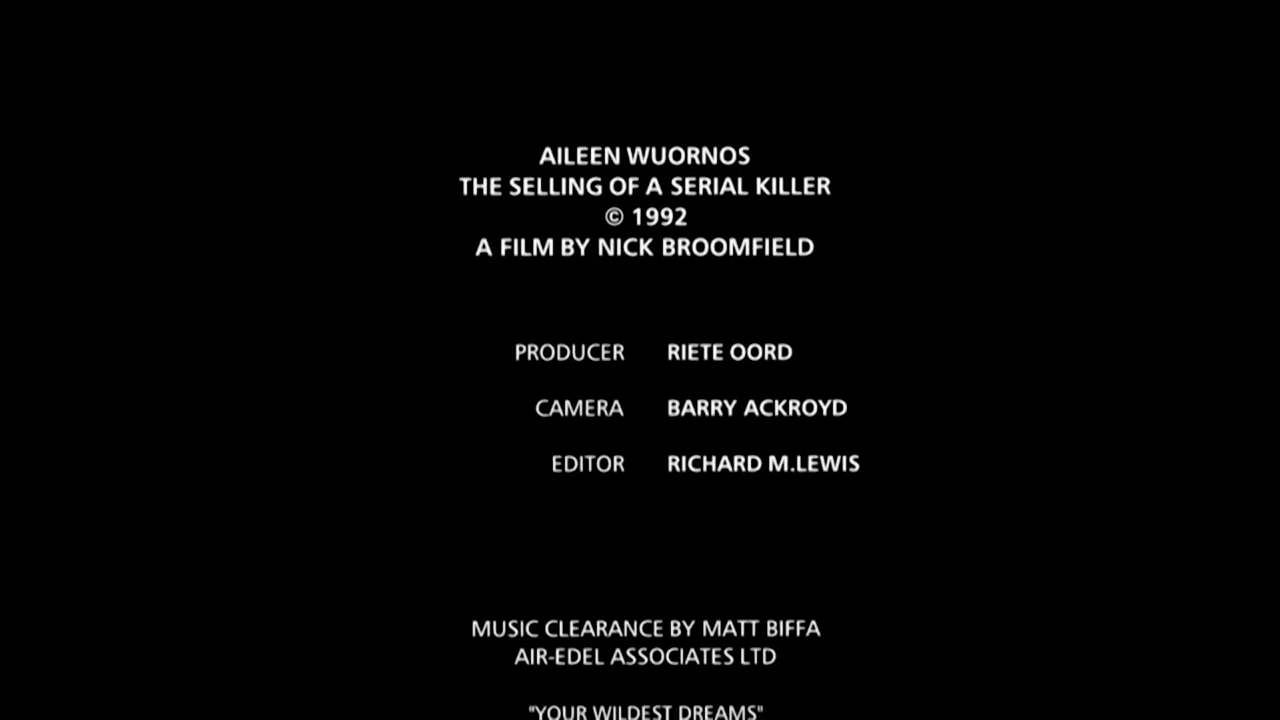 AILEEN WUORNOS
THE SELLING OF A SERIAL KILLER
© 1992
A FILM BY NICK BROOMFIELD
PRODUCER RIETE OORD
CAMERA BARRY ACKROYD
EDITOR RICHARD M.LEWIS
MUSIC CLEARANCE BY MATT BIFFA
AIR-EDEL ASSOCIATES LTD
"YOUR WILDEST DREAMS"